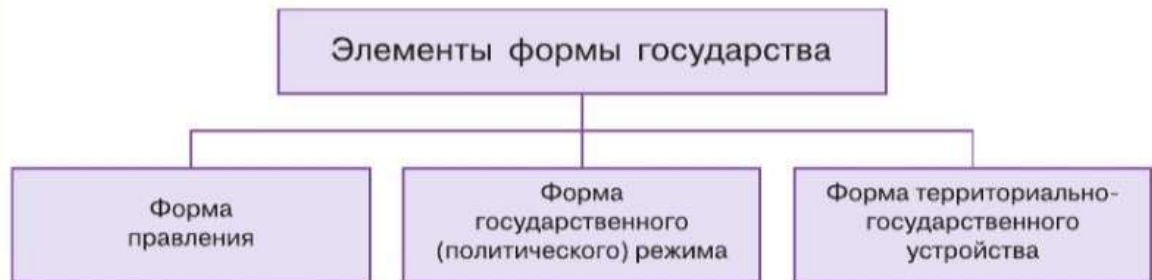 Элементы формы государства
Форма
правления
Форма
государственного
(политического) режима
Форма территориально-
государственного
устройства